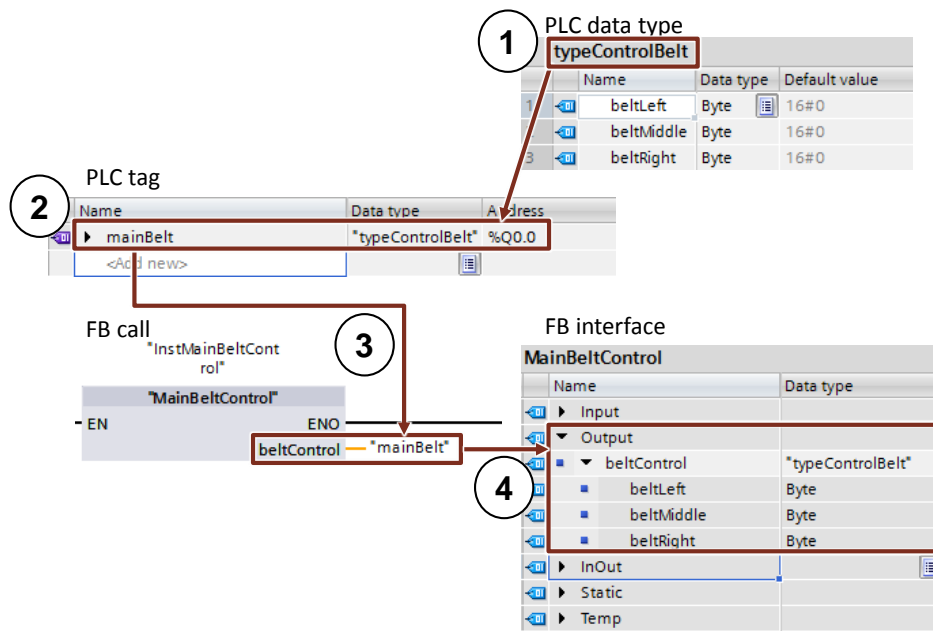 PLC data type
1
typeControlBelt
Name Data type Default value
1 beltLeft Byte 16#0
beltMiddle Byte 16#0
3 beltRight Byte 16#0
PLC tag
2
Name Data type Address
mainBelt "typeControlBelt" %Q0.0
<Add new>
FB call
"InstMainBeltCont
rol"
3
"MainBeltControl"
EN ENO
beltControl "mainBelt"
FB interface
MainBeltControl
Name Data type
Input
Output
beltControl "typeControlBelt"
4
beltLeft Byte
beltMiddle Byte
beltRight Byte
InOut
Static
Temp